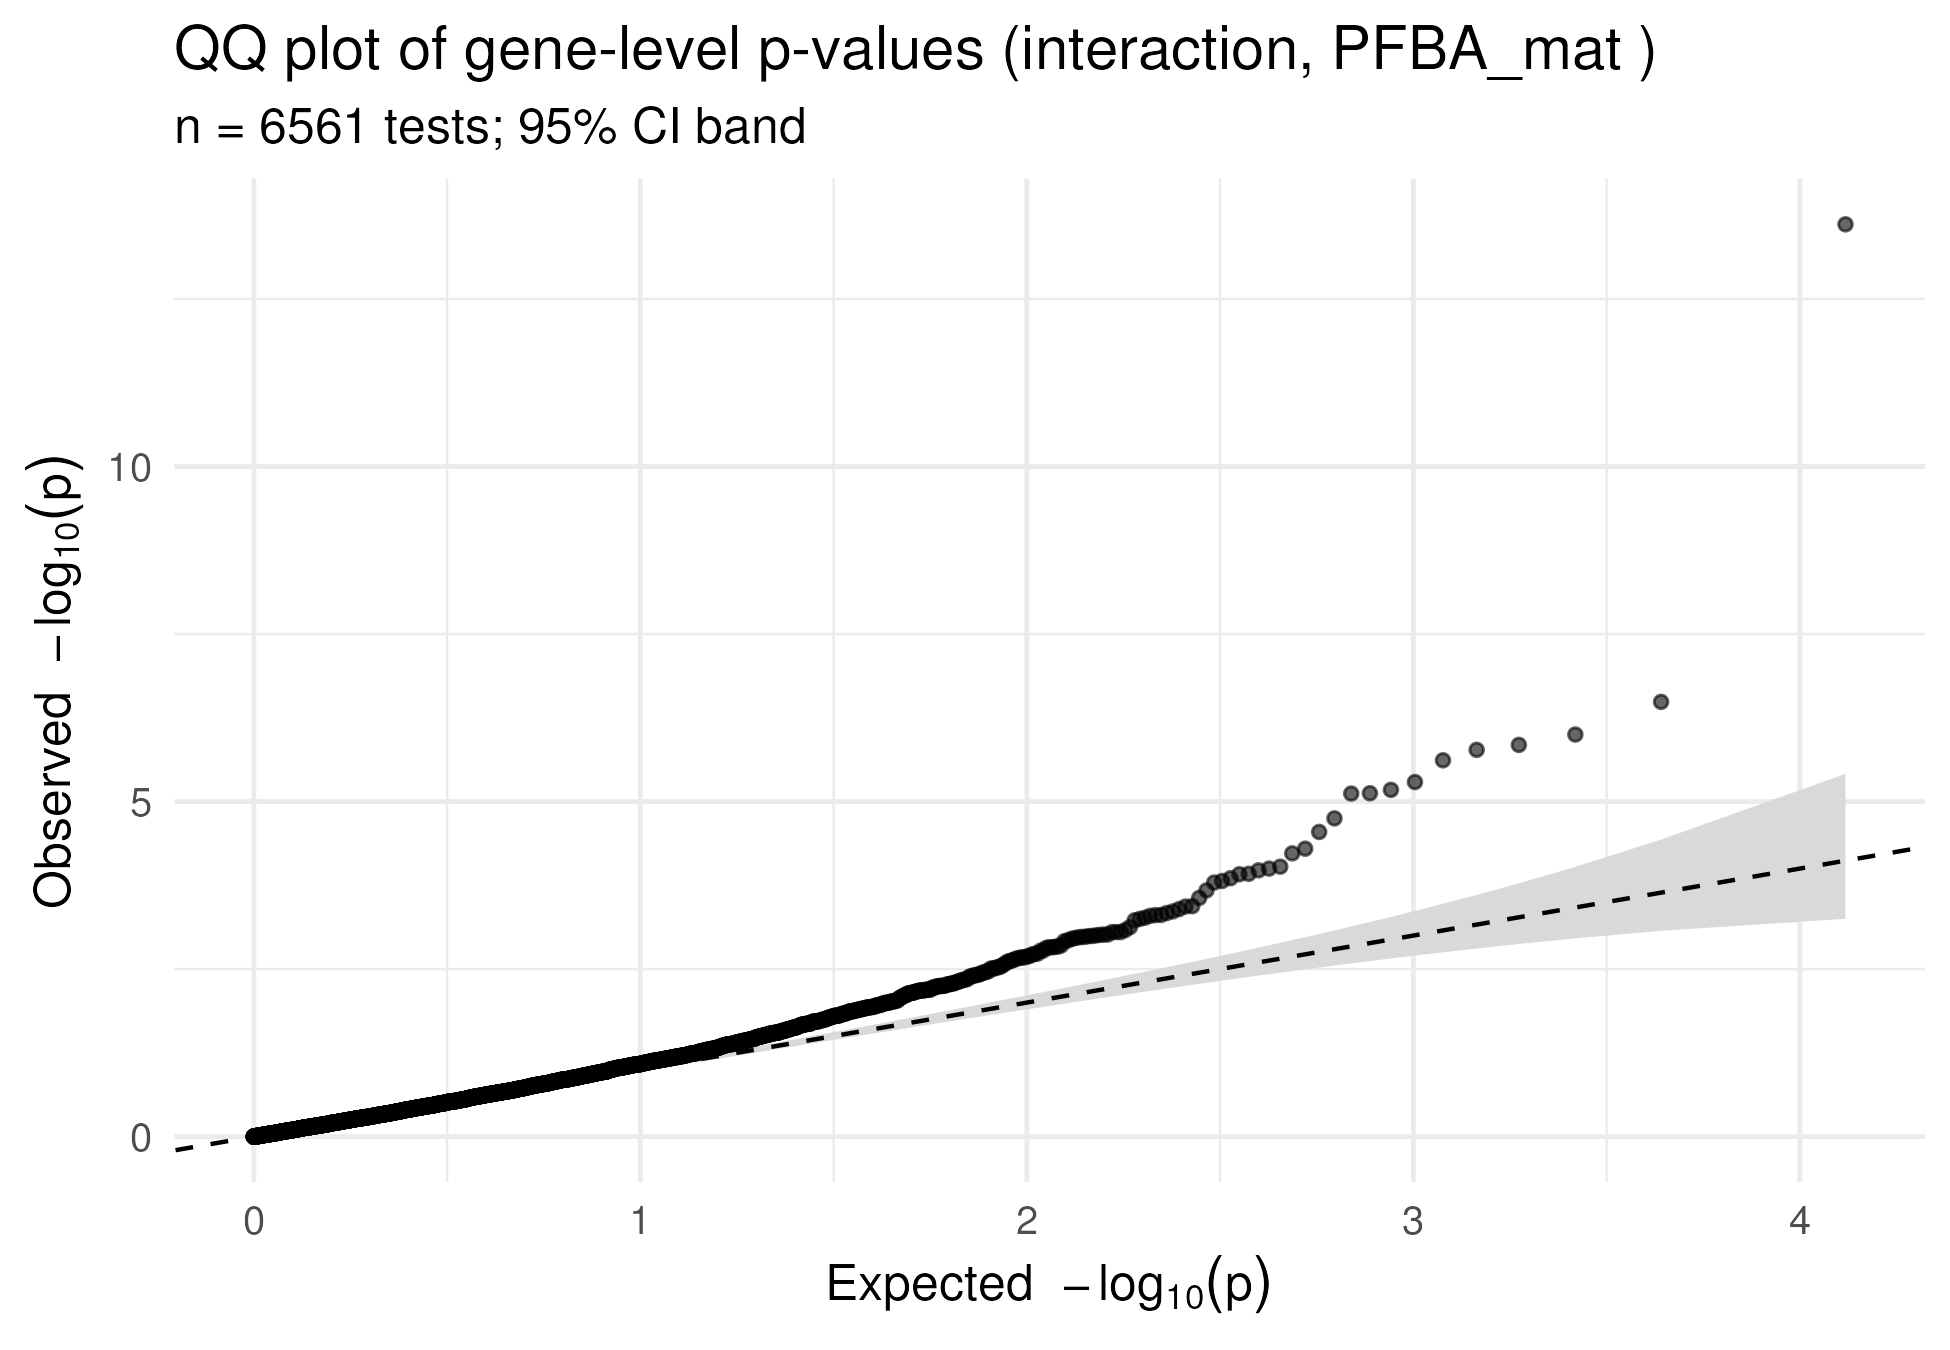 QQ plot of gene-level p-values (interaction, PFBA_mat )
n = 6561 tests; 95% CI band
Observed −log₁₀(p)
10
5
0
0 1 2 3 4
Expected −log₁₀(p)